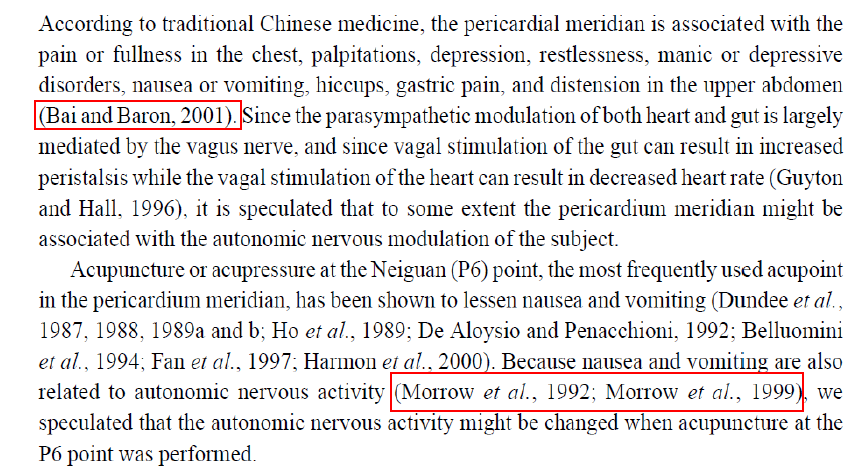 According to traditional Chinese medicine, the pericardial meridian is associated with the
pain or fullness in the chest, palpitations, depression, restlessness, manic or depressive
disorders, nausea or vomiting, hiccups, gastric pain, and distension in the upper abdomen
(Bai and Baron, 2001). Since the parasympathetic modulation of both heart and gut is largely
mediated by the vagus nerve, and since vagal stimulation of the gut can result in increased
peristalsis while the vagal stimulation of the heart can result in decreased heart rate (Guyton
and Hall, 1996), it is speculated that to some extent the pericardium meridian might be
associated with the autonomic nervous modulation of the subject.
Acupuncture or acupressure at the Neiguan (P6) point, the most frequently used acupoint
in the pericardium meridian, has been shown to lessen nausea and vomiting (Dundee et al.,
1987, 1988, 1989a and b; Ho et al., 1989; De Aloysio and Penacchioni, 1992; Belluomini
et al., 1994; Fan et al., 1997; Harmon et al., 2000). Because nausea and vomiting are also
related to autonomic nervous activity (Morrow et al., 1992; Morrow et al., 1999), we
speculated that the autonomic nervous activity might be changed when acupuncture at the
P6 point was performed.